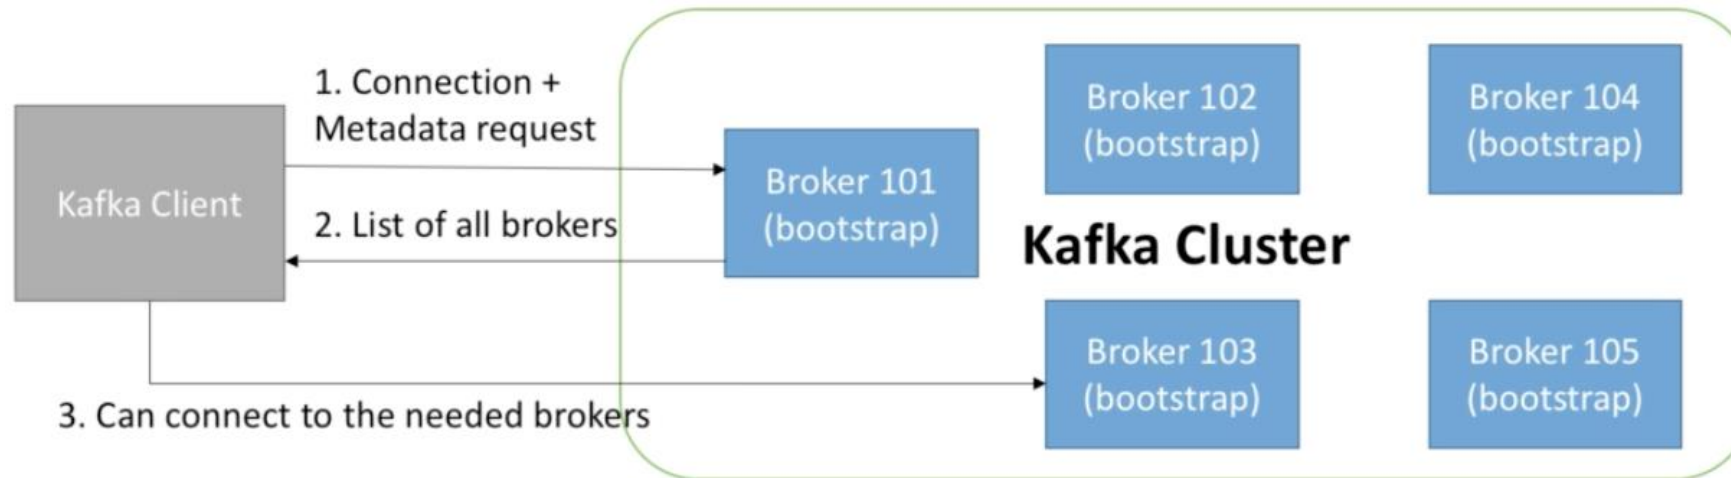 1. Connection +
Metadata request
Kafka Client
2. List of all brokers
3. Can connect to the needed brokers
Broker 101
(bootstrap)
Broker 102
(bootstrap)
Broker 104
(bootstrap)
Kafka Cluster
Broker 103
(bootstrap)
Broker 105
(bootstrap)